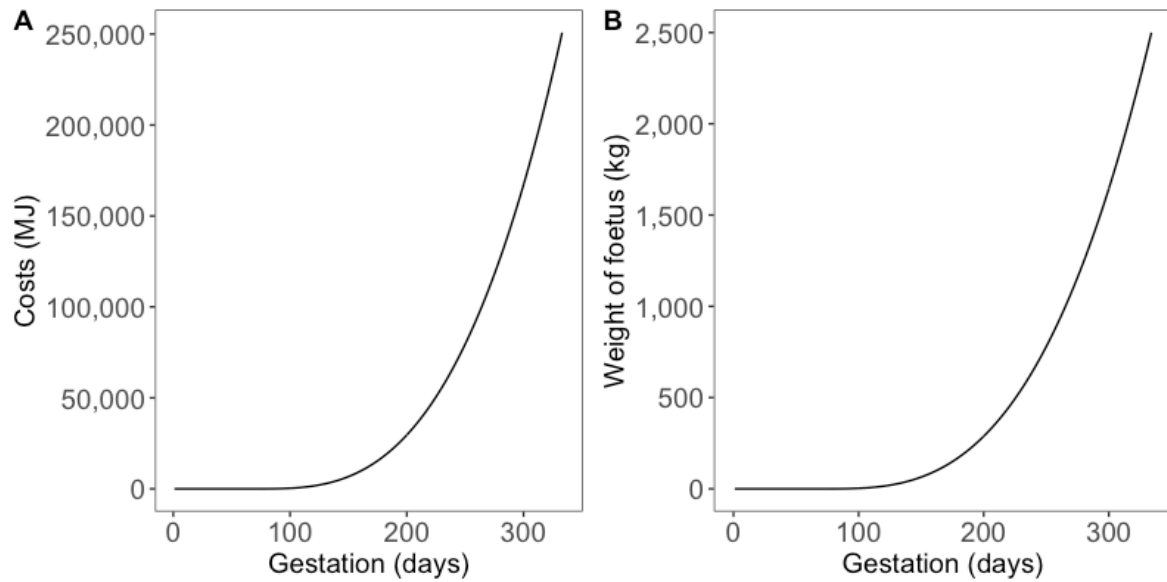 A
Costs (MJ)
250,000
200,000
150,000
100,000
50,000
0
0 100 200 300
Gestation (days)
B
Weight of foetus (kg)
2,500
2,000
1,500
1,000
500
0
0 100 200 300
Gestation (days)